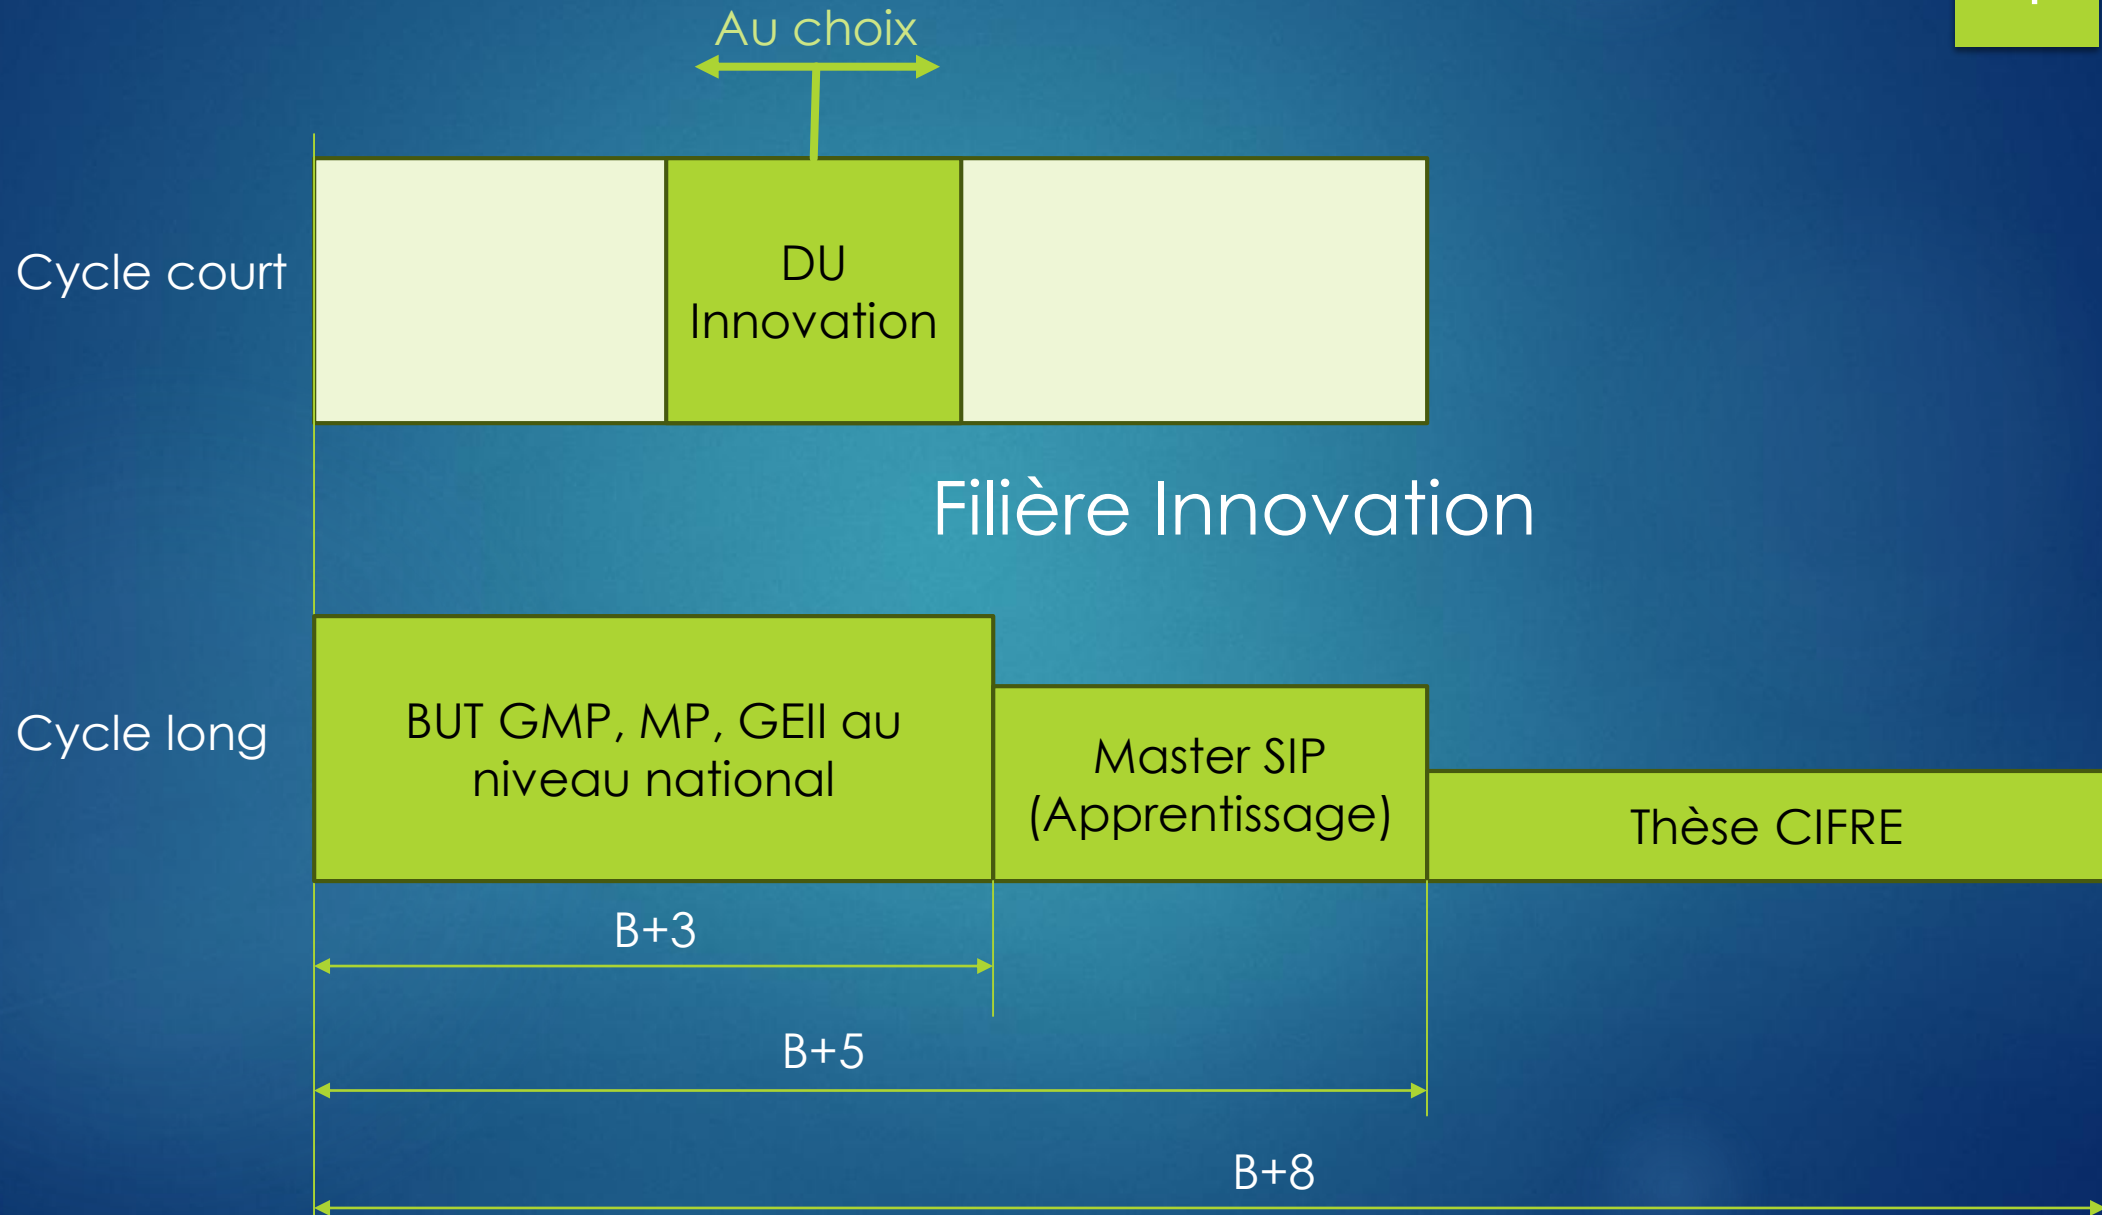 Au choix
Cycle court
DU
Innovation
Filière Innovation
Cycle long
BUT GMP, MP, GEII au
niveau national
Master SIP
(Apprentissage)
Thèse CIFRE
B+3
B+5
B+8